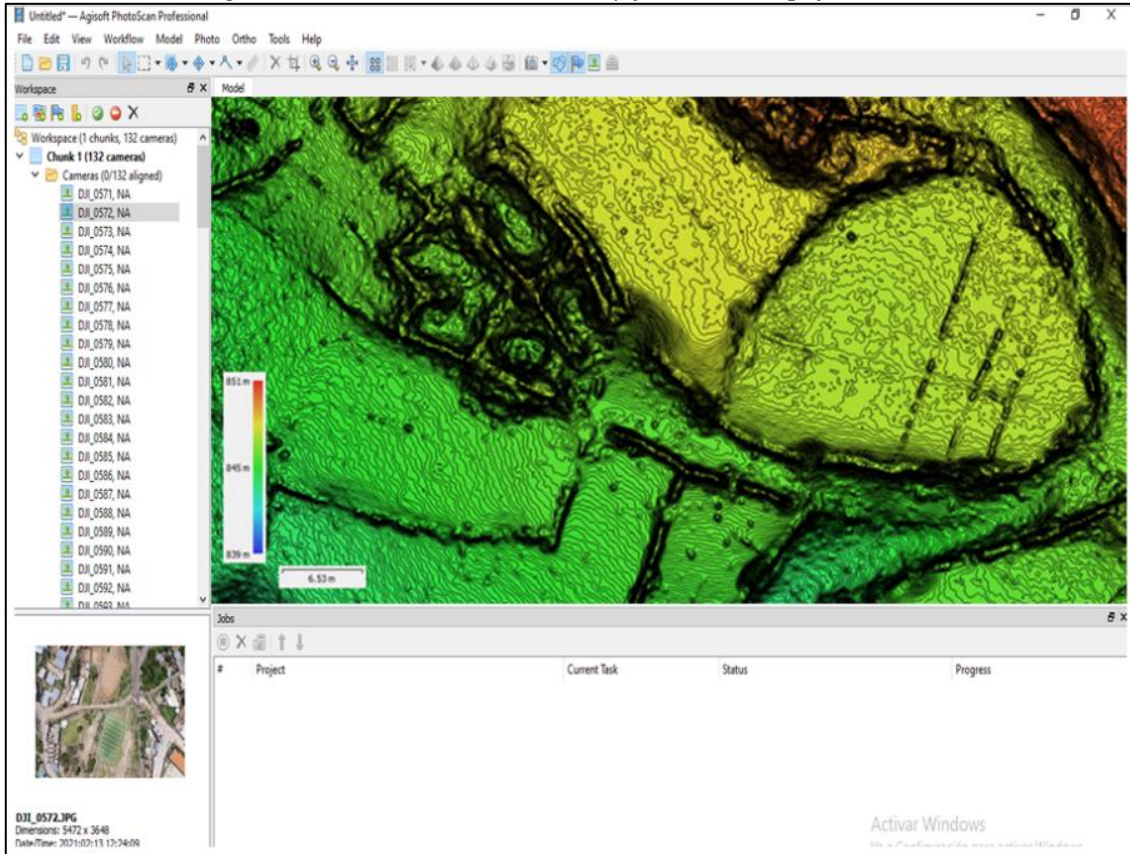 Untitled* — Agisoft PhotoScan Professional
File Edit View Workflow Model Photo Ortho Tools Help
Workspace
Model
Workspace (1 chunks, 132 cameras)
Chunk 1 (132 cameras)
Cameras (0/132 aligned)
DJI_0571, NA
DJI_0572, NA
DJI_0573, NA
DJI_0574, NA
DJI_0575, NA
DJI_0576, NA
DJI_0577, NA
DJI_0578, NA
DJI_0579, NA
DJI_0580, NA
DJI_0581, NA
DJI_0582, NA
DJI_0583, NA
DJI_0584, NA
DJI_0585, NA
DJI_0586, NA
DJI_0587, NA
DJI_0588, NA
DJI_0589, NA
DJI_0590, NA
DJI_0591, NA
DJI_0592, NA
DJI_0593, NA
851 m
845 m
839 m
6.53 m
Jobs
# Project Current Task Status Progress
DJI_0572.JPG
Dimensions: 5472 x 3648
Date/Time: 2021:02:13 12:24:09
Activar Windows